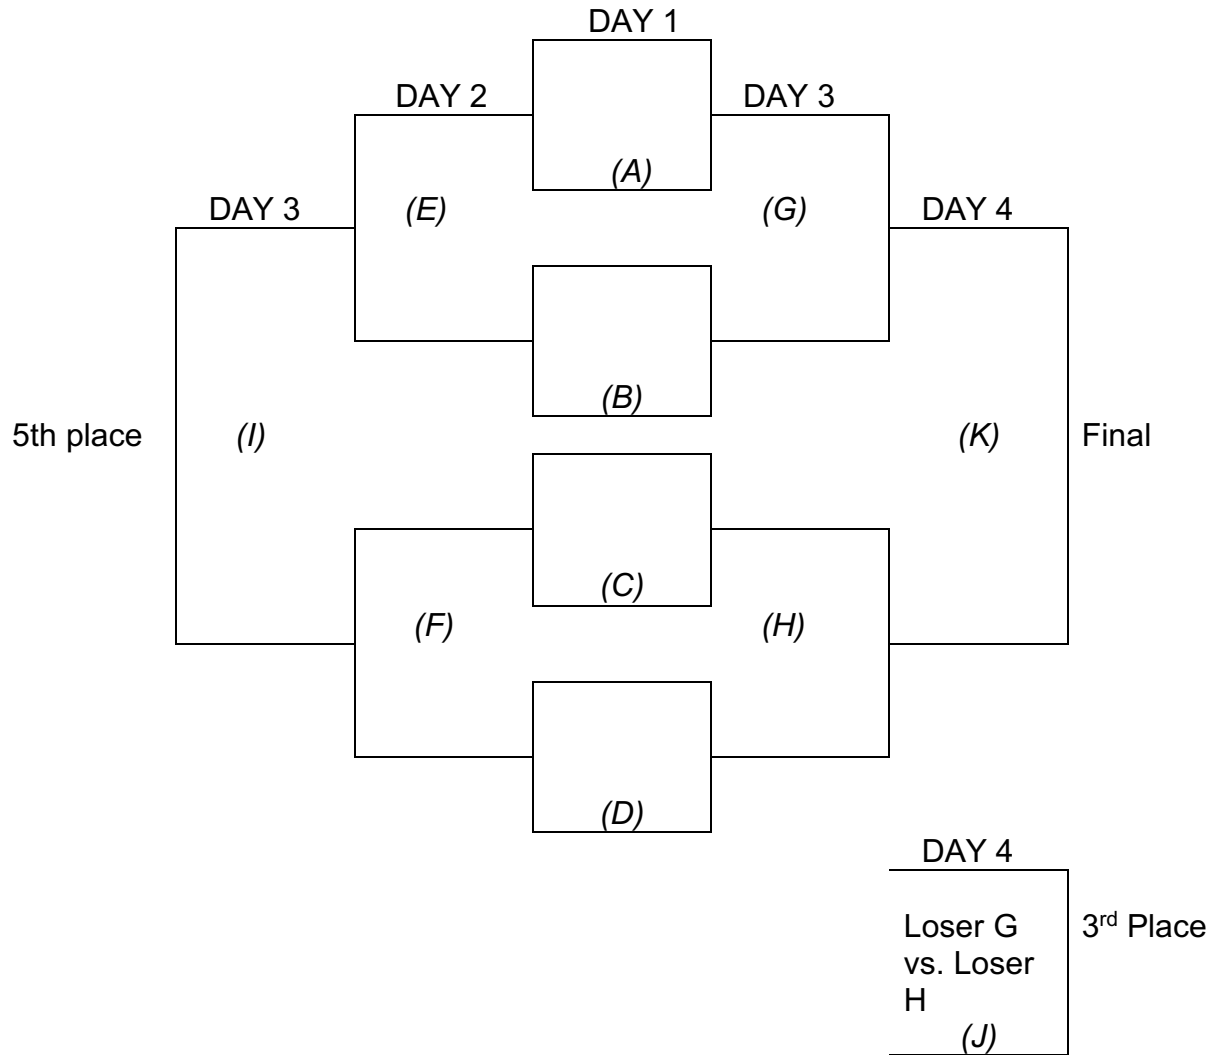 DAY 1
DAY 2
DAY 3
(A)
DAY 3
(E)
(G)
DAY 4
(B)
5th place
(I)
(K)
Final
(C)
(F)
(H)
(D)
DAY 4
Loser G
vs. Loser
H
(J)
3rd Place